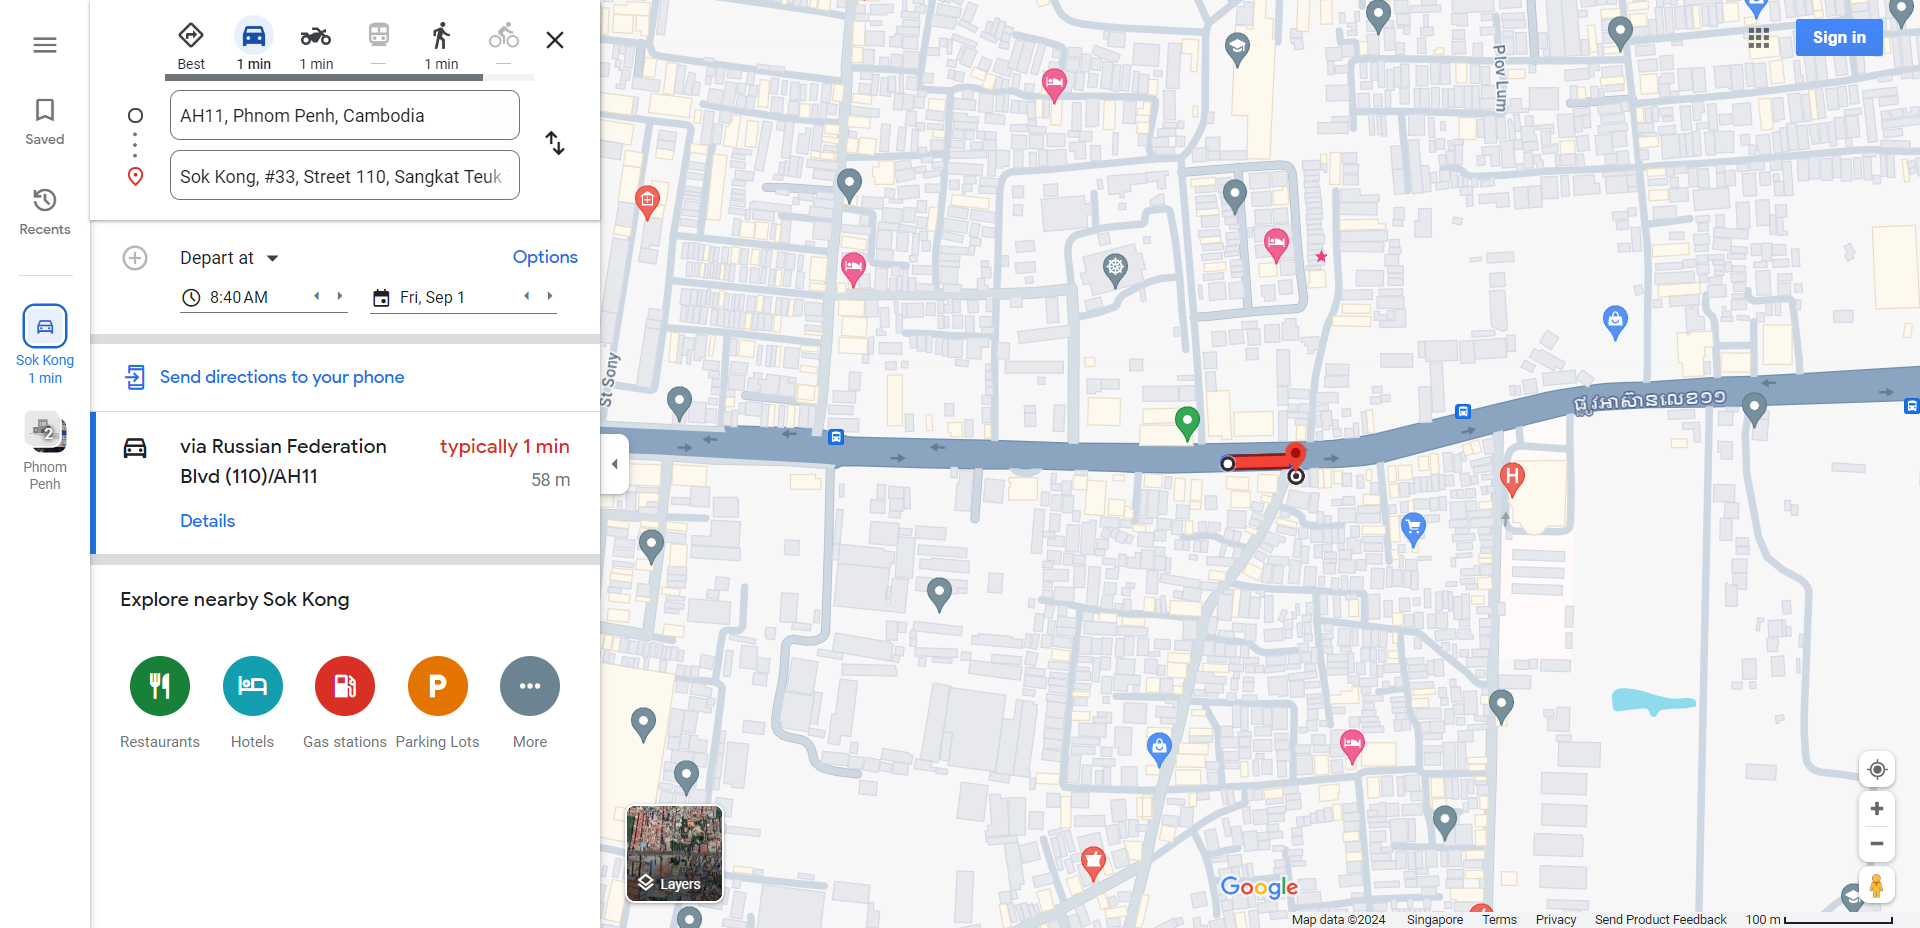 Best
1 min
1 min
—
1 min
—
AH11, Phnom Penh, Cambodia
Sok Kong, #33, Street 110, Sangkat Teuk
Saved
Recents
Sok Kong
1 min
2
Phnom
Penh
Depart at
Options
8:40 AM
Fri, Sep 1
Send directions to your phone
via Russian Federation
Blvd (110)/AH11
typically 1 min
58 m
Details
Explore nearby Sok Kong
P
Restaurants
Hotels
Gas stations
Parking Lots
More
Sign in
Plov Lum
St Sony
ផ្លូវអាស៊ានលេខ១១
H
Layers
Google
Map data ©2024
Singapore
Terms
Privacy
Send Product Feedback
100 m